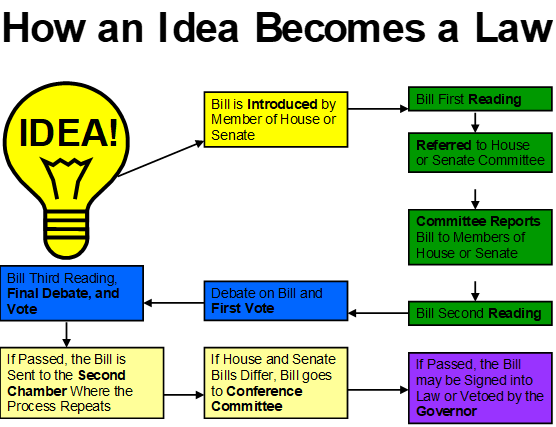 How an Idea Becomes a Law
IDEA!
Bill is Introduced by
Member of House or
Senate
Bill First Reading
Referred to House
or Senate Committee
Committee Reports
Bill to Members of
House or Senate
Bill Second Reading
Debate on Bill and
First Vote
Bill Third Reading,
Final Debate, and
Vote
If Passed, the Bill is
Sent to the Second
Chamber Where the
Process Repeats
If House and Senate
Bills Differ, Bill goes
to Conference
Committee
If Passed, the Bill
may be Signed into
Law or Vetoed by the
Governor